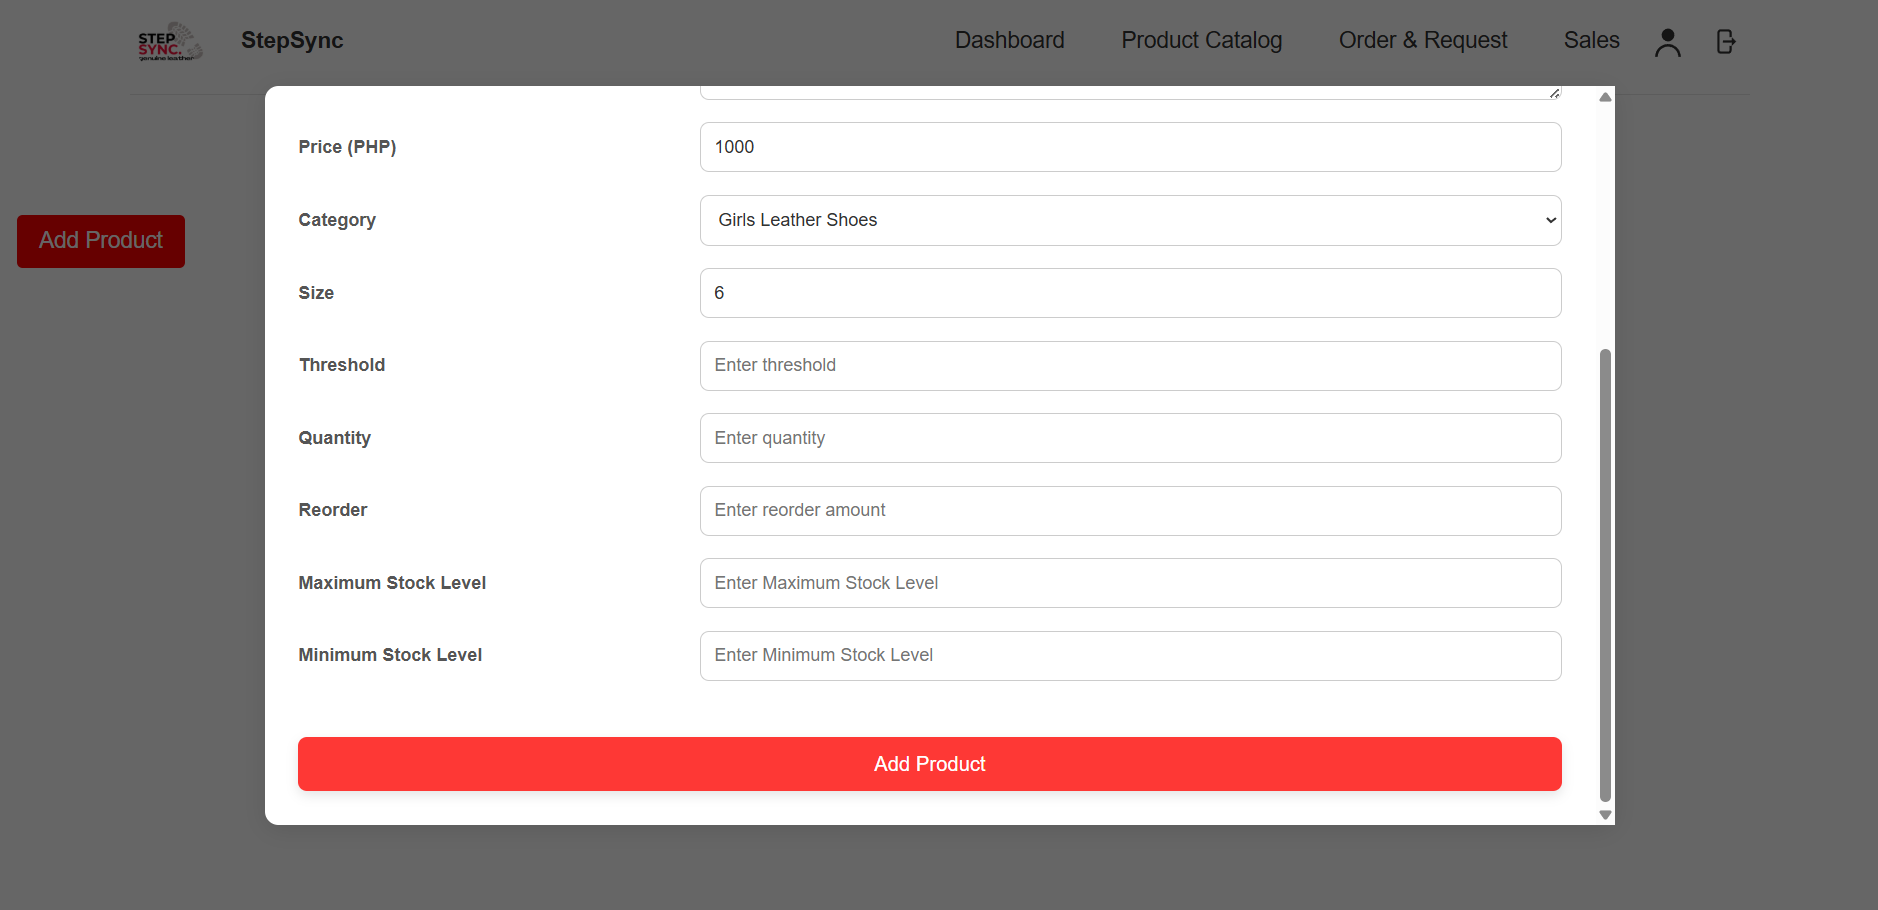 STEP
SYNC.
genuine leather
StepSync
Dashboard
Product Catalog
Order & Request
Sales
Add Product
Price (PHP)
1000
Category
Girls Leather Shoes
Size
6
Threshold
Enter threshold
Quantity
Enter quantity
Reorder
Enter reorder amount
Maximum Stock Level
Enter Maximum Stock Level
Minimum Stock Level
Enter Minimum Stock Level
Add Product